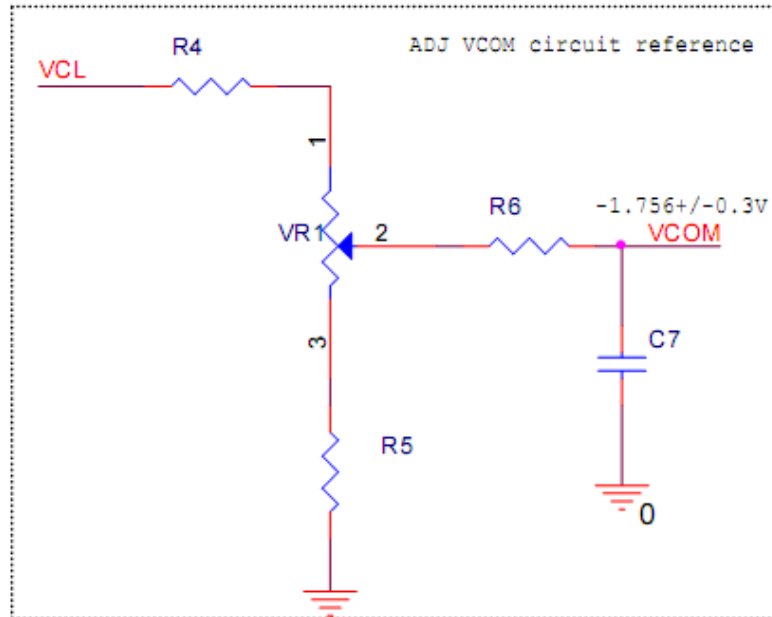 R4
ADJ VCOM circuit reference
VCL
1
R6
-1.756+/-0.3V
VR1
2
VCOM
3
C7
R5
0